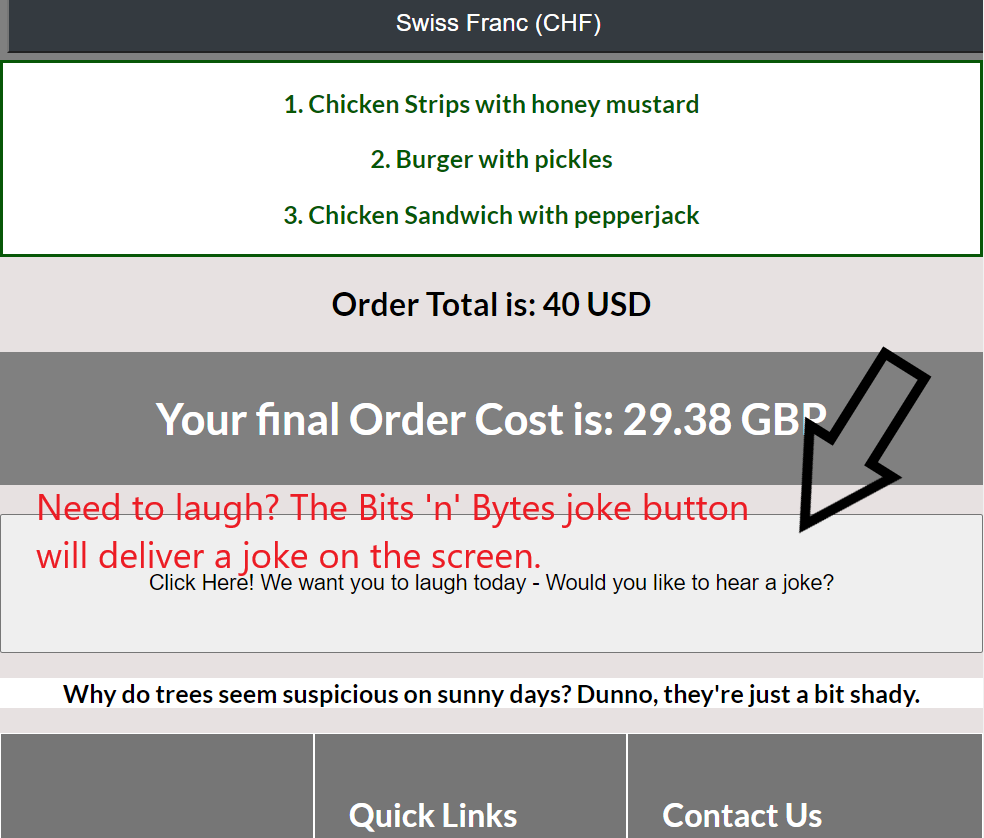 Swiss Franc (CHF)
1. Chicken Strips with honey mustard
2. Burger with pickles
3. Chicken Sandwich with pepperjack
Order Total is: 40 USD
Your final Order Cost is: 29.38 GBP
Need to laugh? The Bits 'n' Bytes joke button
will deliver a joke on the screen.
Click Here! We want you to laugh today - Would you like to hear a joke?
Why do trees seem suspicious on sunny days? Dunno, they're just a bit shady.
Quick Links
Contact Us